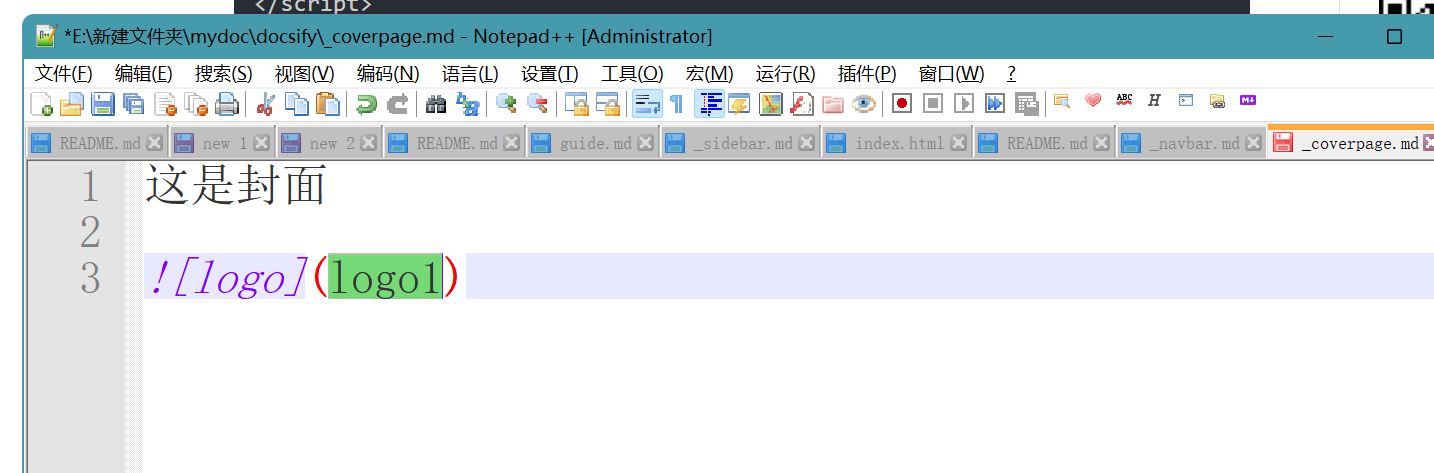 </script>
*E:\新建文件夹\mydoc\docsify\_coverpage.md - Notepad++ [Administrator]
文件(F) 编辑(E) 搜索(S) 视图(V) 编码(N) 语言(L) 设置(T) 工具(O) 宏(M) 运行(R) 插件(P) 窗口(W) ?
README.md new 1 new 2 README.md guide.md _sidebar.md index.html README.md _navbar.md _coverpage.md
1 这是封面
2
3 ![logo](logo1)